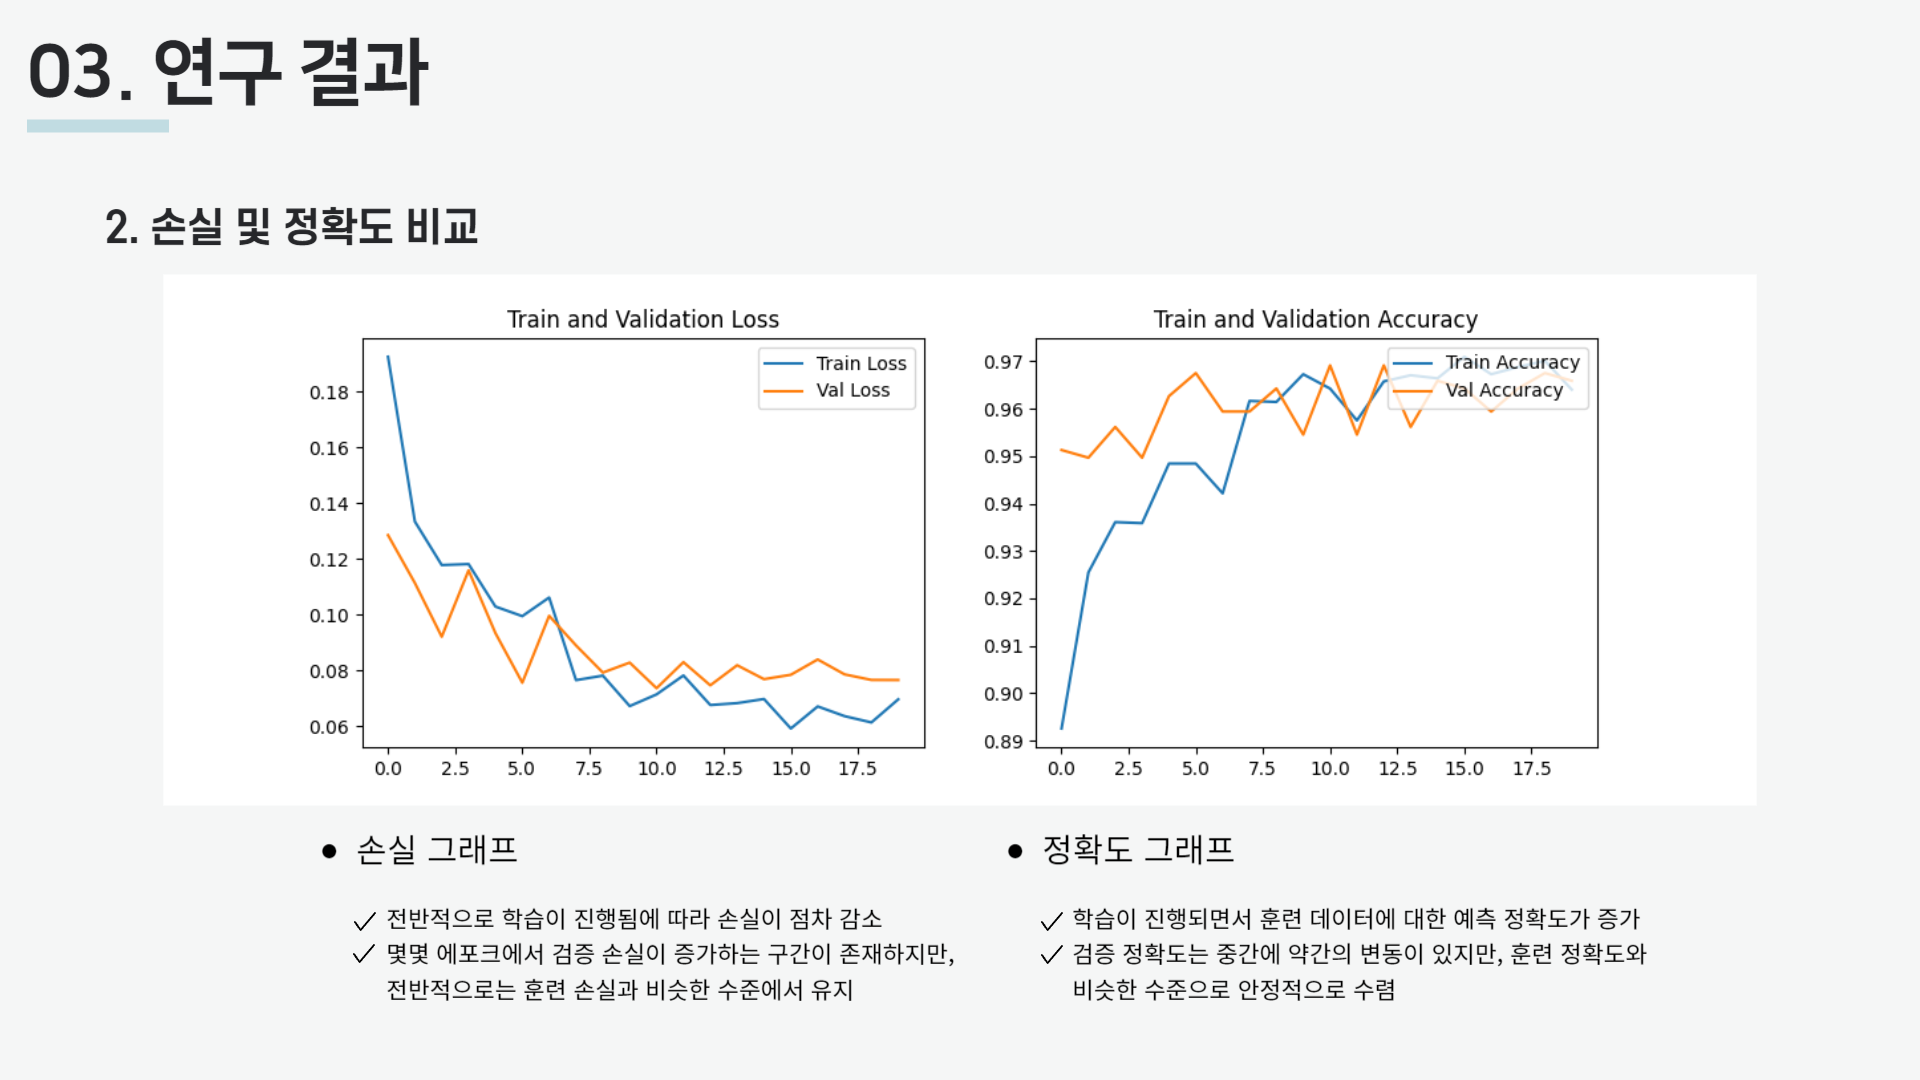 03. 연구 결과
2. 손실 및 정확도 비교
Train and Validation Loss
Train Loss
Val Loss
0.18
0.16
0.14
0.12
0.10
0.08
0.06
0.0 2.5 5.0 7.5 10.0 12.5 15.0 17.5
Train and Validation Accuracy
Train Accuracy
Val Accuracy
0.97
0.96
0.95
0.94
0.93
0.92
0.91
0.90
0.89
0.0 2.5 5.0 7.5 10.0 12.5 15.0 17.5
● 손실 그래프
✓ 전반적으로 학습이 진행됨에 따라 손실이 점차 감소
✓ 몇몇 에포크에서 검증 손실이 증가하는 구간이 존재하지만,
전반적으로는 훈련 손실과 비슷한 수준에서 유지
● 정확도 그래프
✓ 학습이 진행되면서 훈련 데이터에 대한 예측 정확도가 증가
✓ 검증 정확도는 중간에 약간의 변동이 있지만, 훈련 정확도와
비슷한 수준으로 안정적으로 수렴